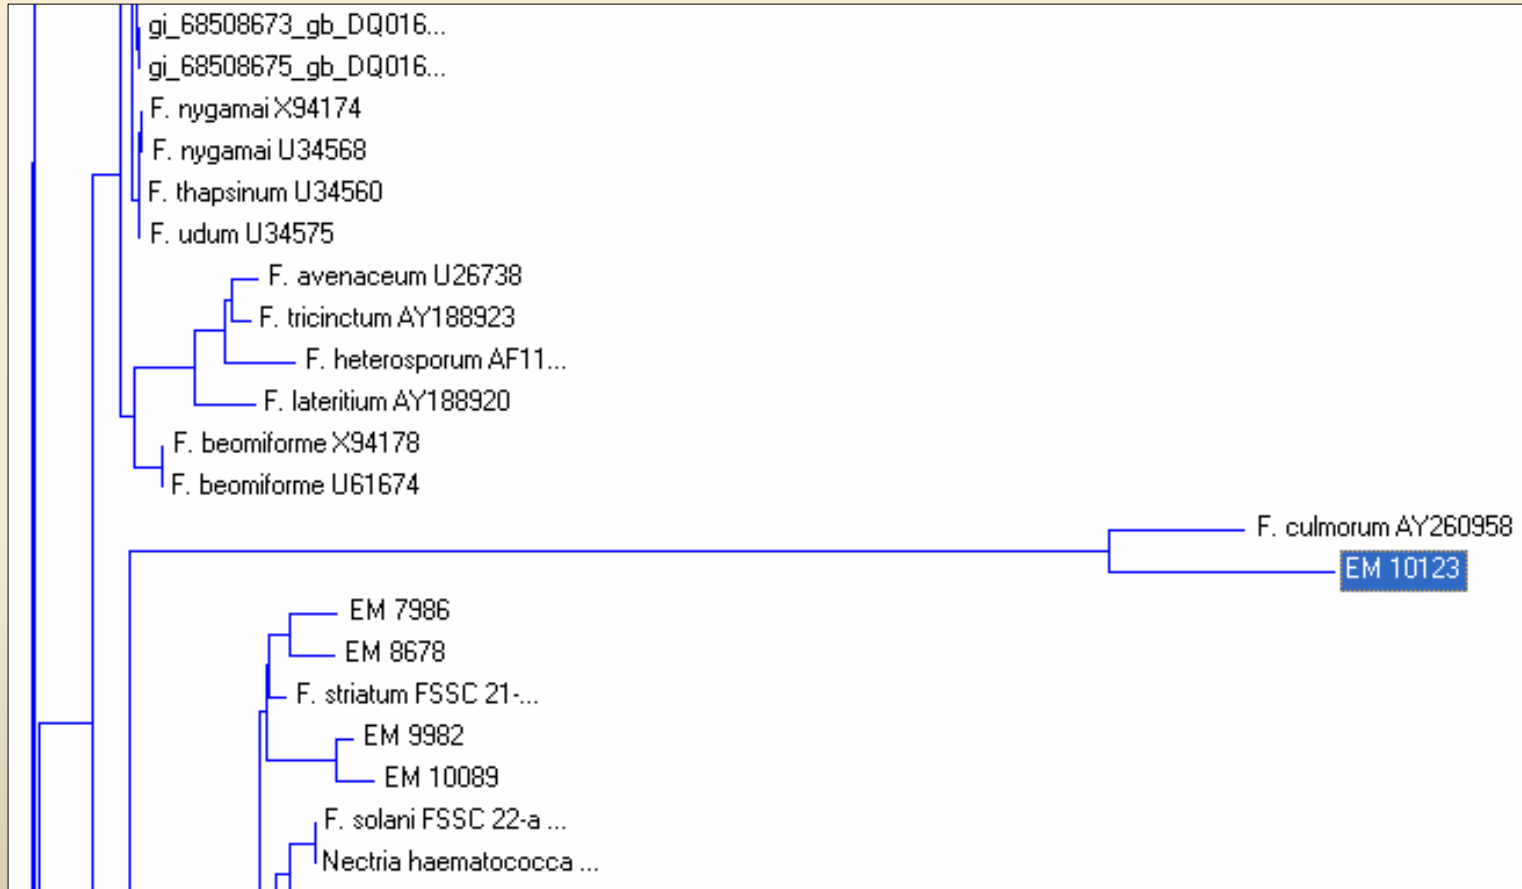 gi_68508673_gb_DQ016...
gi_68508675_gb_DQ016...
F. nygamai X94174
F. nygamai U34568
F. thapsinum U34560
F. udum U34575
F. avenaceum U26738
F. tricinctum AY188923
F. heterosporum AF11...
F. lateritium AY188920
F. beomiforme X94178
F. beomiforme U61674
F. culmorum AY260958
EM 10123
EM 7986
EM 8678
F. striatum FSSC 21-...
EM 9982
EM 10089
F. solani FSSC 22-a ...
Nectria haematococca ...